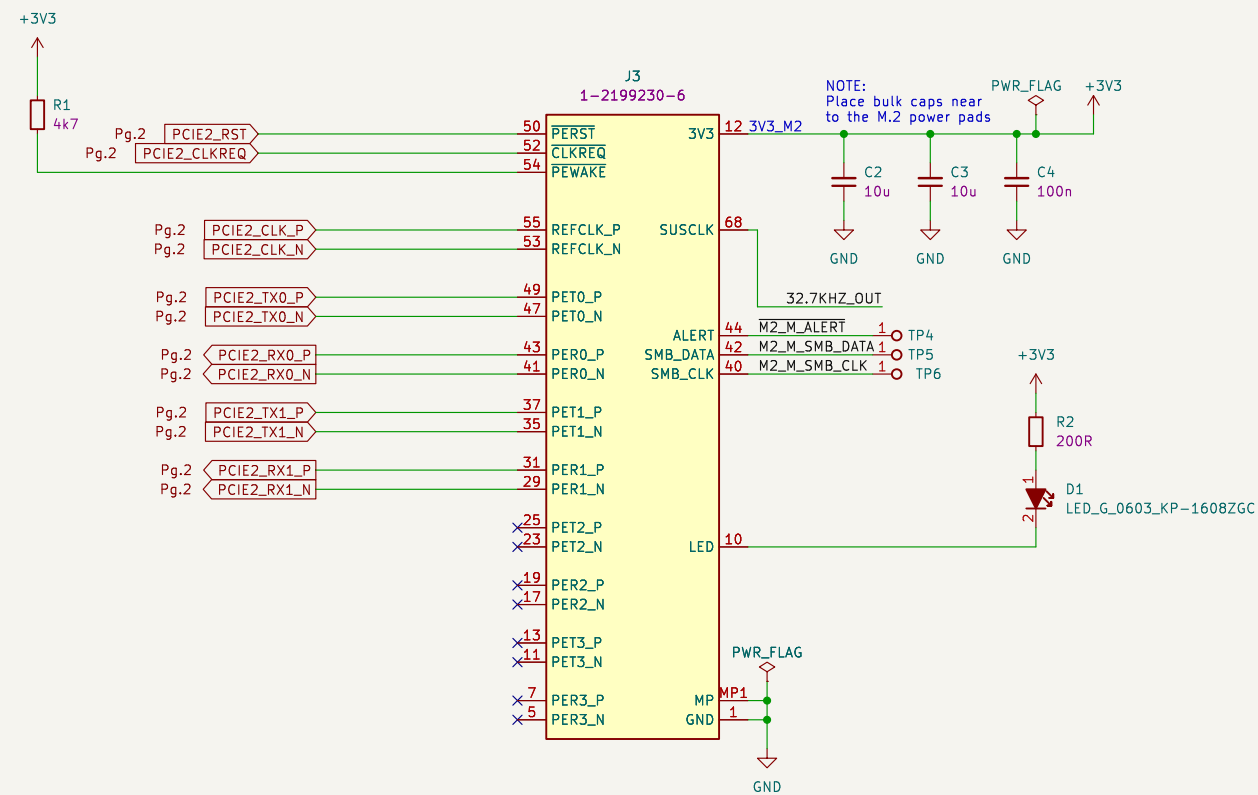 +3V3
R1
4k7
J3
1-2199230-6
NOTE:
Place bulk caps near
to the M.2 power pads
PWR_FLAG
+3V3
Pg.2 PCIE2_RST 50 PERST
Pg.2 PCIE2_CLKREQ 52 CLKREQ
54 PEWAKE
3V3 12 3V3_M2
C2
10u
C3
10u
C4
100n
GND
GND
GND
Pg.2 PCIE2_CLK_P 55 REFCLK_P
Pg.2 PCIE2_CLK_N 53 REFCLK_N
SUSCLK 68
32.7KHZ_OUT
Pg.2 PCIE2_TX0_P 49 PET0_P
Pg.2 PCIE2_TX0_N 47 PET0_N
ALERT 44 M2_M_ALERT 1 TP4
SMB_DATA 42 M2_M_SMB_DATA 1 TP5
SMB_CLK 40 M2_M_SMB_CLK 1 TP6
Pg.2 PCIE2_RX0_P 43 PER0_P
Pg.2 PCIE2_RX0_N 41 PER0_N
Pg.2 PCIE2_TX1_P 37 PET1_P
Pg.2 PCIE2_TX1_N 35 PET1_N
Pg.2 PCIE2_RX1_P 31 PER1_P
Pg.2 PCIE2_RX1_N 29 PER1_N
+3V3
R2
200R
1
D1
LED_G_0603_KP-1608ZGC
2
25 PET2_P
23 PET2_N
LED 10
19 PER2_P
17 PER2_N
13 PET3_P
11 PET3_N
7 PER3_P
5 PER3_N
PWR_FLAG
MP MP1
GND 1
GND